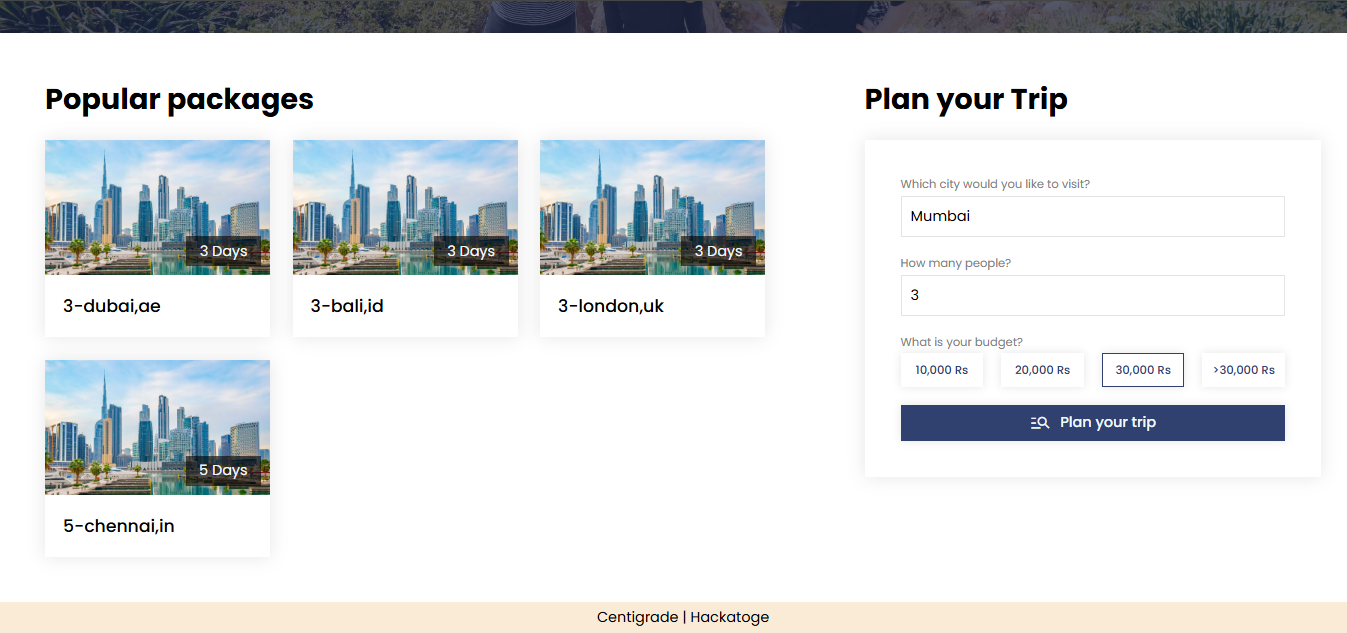 Popular packages
3 Days
3-dubai,ae
3 Days
3-bali,id
3 Days
3-london,uk
5 Days
5-chennai,in
Plan your Trip
Which city would you like to visit?
Mumbai
How many people?
3
What is your budget?
10,000 Rs
20,000 Rs
30,000 Rs
>30,000 Rs
Plan your trip
Centigrade | Hackatoge